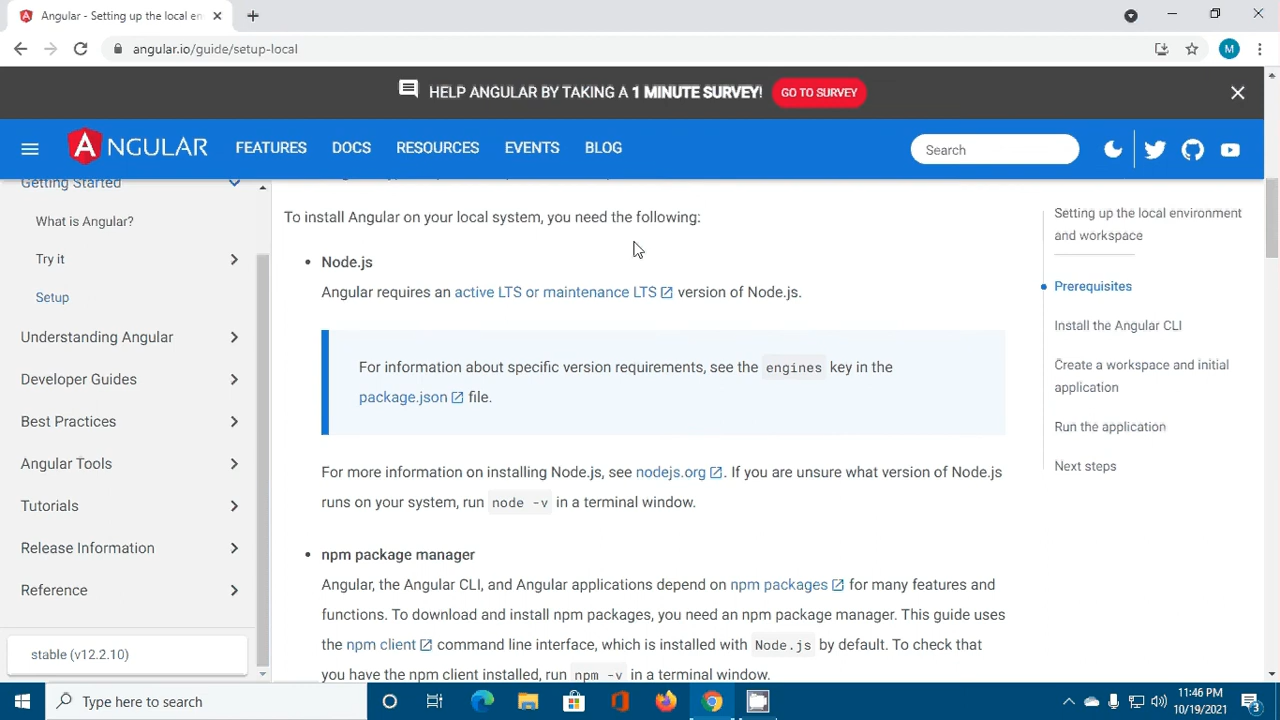 Angular - Setting up the local en
angular.io/guide/setup-local
M
HELP ANGULAR BY TAKING A 1 MINUTE SURVEY!
GO TO SURVEY
ANGULAR
FEATURES
DOCS
RESOURCES
EVENTS
BLOG
Search
Getting Started
What is Angular?
Try it
Setup
Understanding Angular
Developer Guides
Best Practices
Angular Tools
Tutorials
Release Information
Reference
stable (v12.2.10)
To install Angular on your local system, you need the following:
• Node.js
Angular requires an active LTS or maintenance LTS version of Node.js.
For information about specific version requirements, see the engines key in the
package.json file.
For more information on installing Node.js, see nodejs.org . If you are unsure what version of Node.js
runs on your system, run node -v in a terminal window.
• npm package manager
Angular, the Angular CLI, and Angular applications depend on npm packages for many features and
functions. To download and install npm packages, you need an npm package manager. This guide uses
the npm client command line interface, which is installed with Node.js by default. To check that
you have the npm client installed, run npm -v in a terminal window.
Setting up the local environment
and workspace
Prerequisites
Install the Angular CLI
Create a workspace and initial
application
Run the application
Next steps
Type here to search
11:46 PM
10/19/2021
3